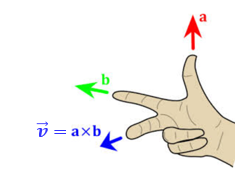 a
b
v⃗ = a×b